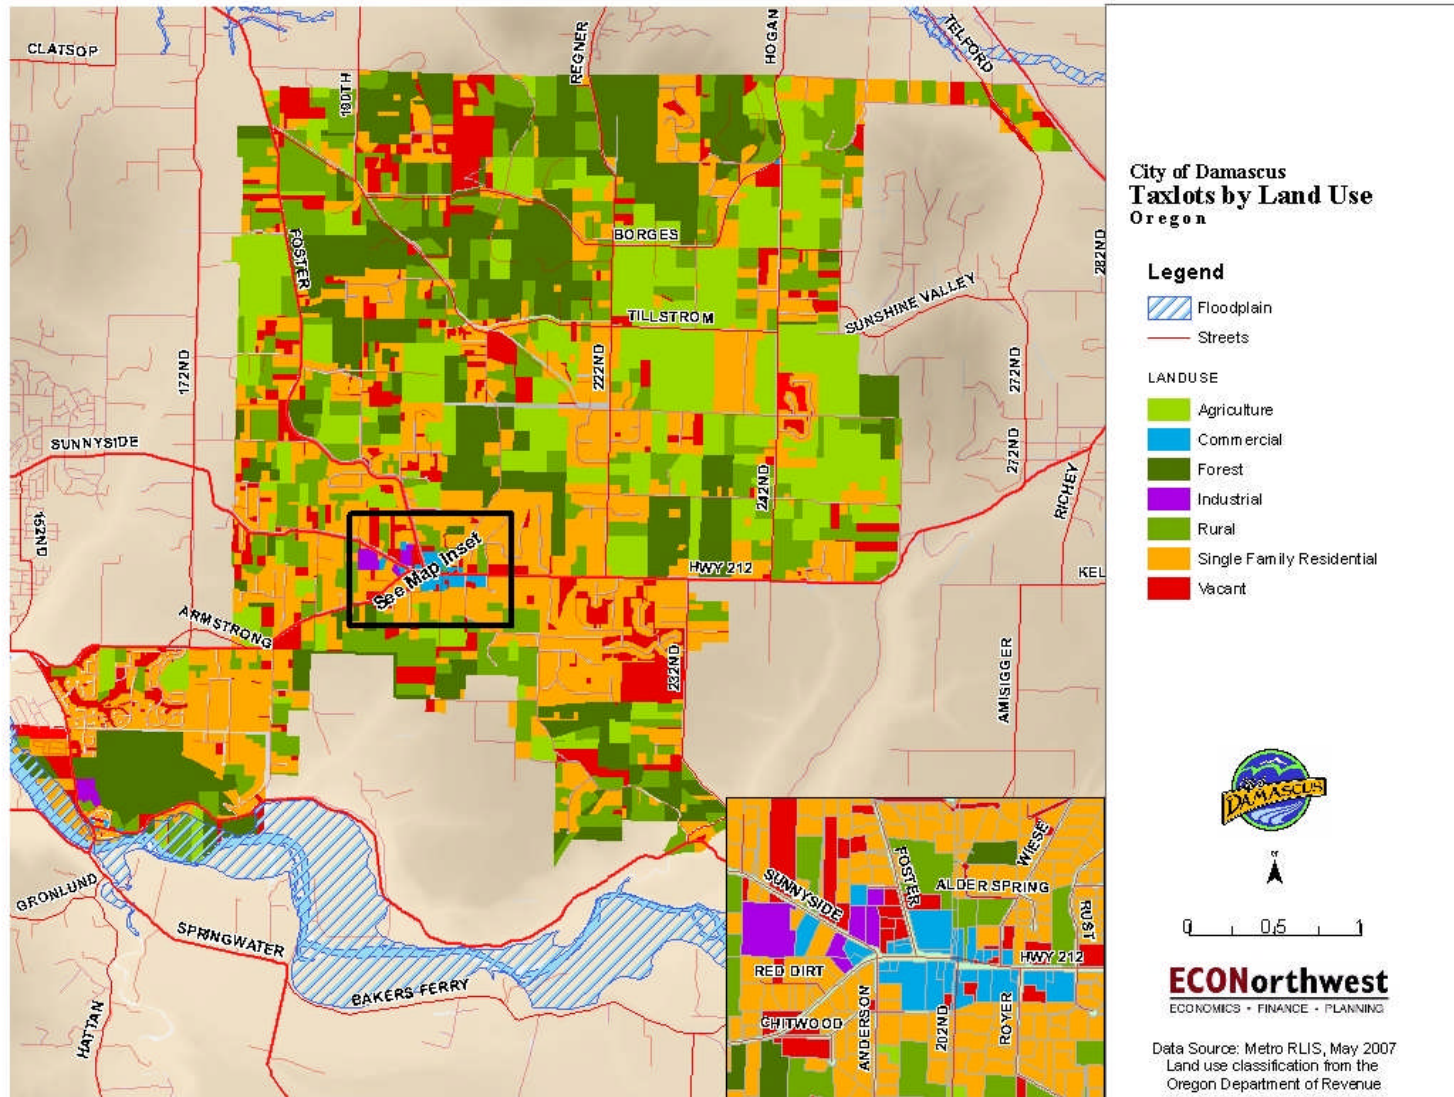 CLATSOP
190TH
REGNER
HOGAN
TELFORD
FOSTER
BORGES
282ND
SUNSHINE VALLEY
TILLSTROM
172ND
222ND
272ND
SUNNYSIDE
272ND
RICHEY
152ND
242ND
See Map Inset
HWY 212
KEL
ARMSTRONG
232ND
AMISIGGER
GRONLUND
SPRINGWATER
BAKERS FERRY
HATTAN
SUNNYSIDE
FOSTER
WIESE
ALDER SPRING
RUST
HWY 212
RED DIRT
CHITWOOD
ANDERSON
202ND
ROYER
City of Damascus
Taxlots by Land Use
Oregon
Legend
Floodplain
Streets
LANDUSE
Agriculture
Commercial
Forest
Industrial
Rural
Single Family Residential
Vacant
DAMASCUS
0 0.5 1
ECONorthwest
ECONOMICS • FINANCE • PLANNING
Data Source: Metro RLIS, May 2007
Land use classification from the
Oregon Department of Revenue